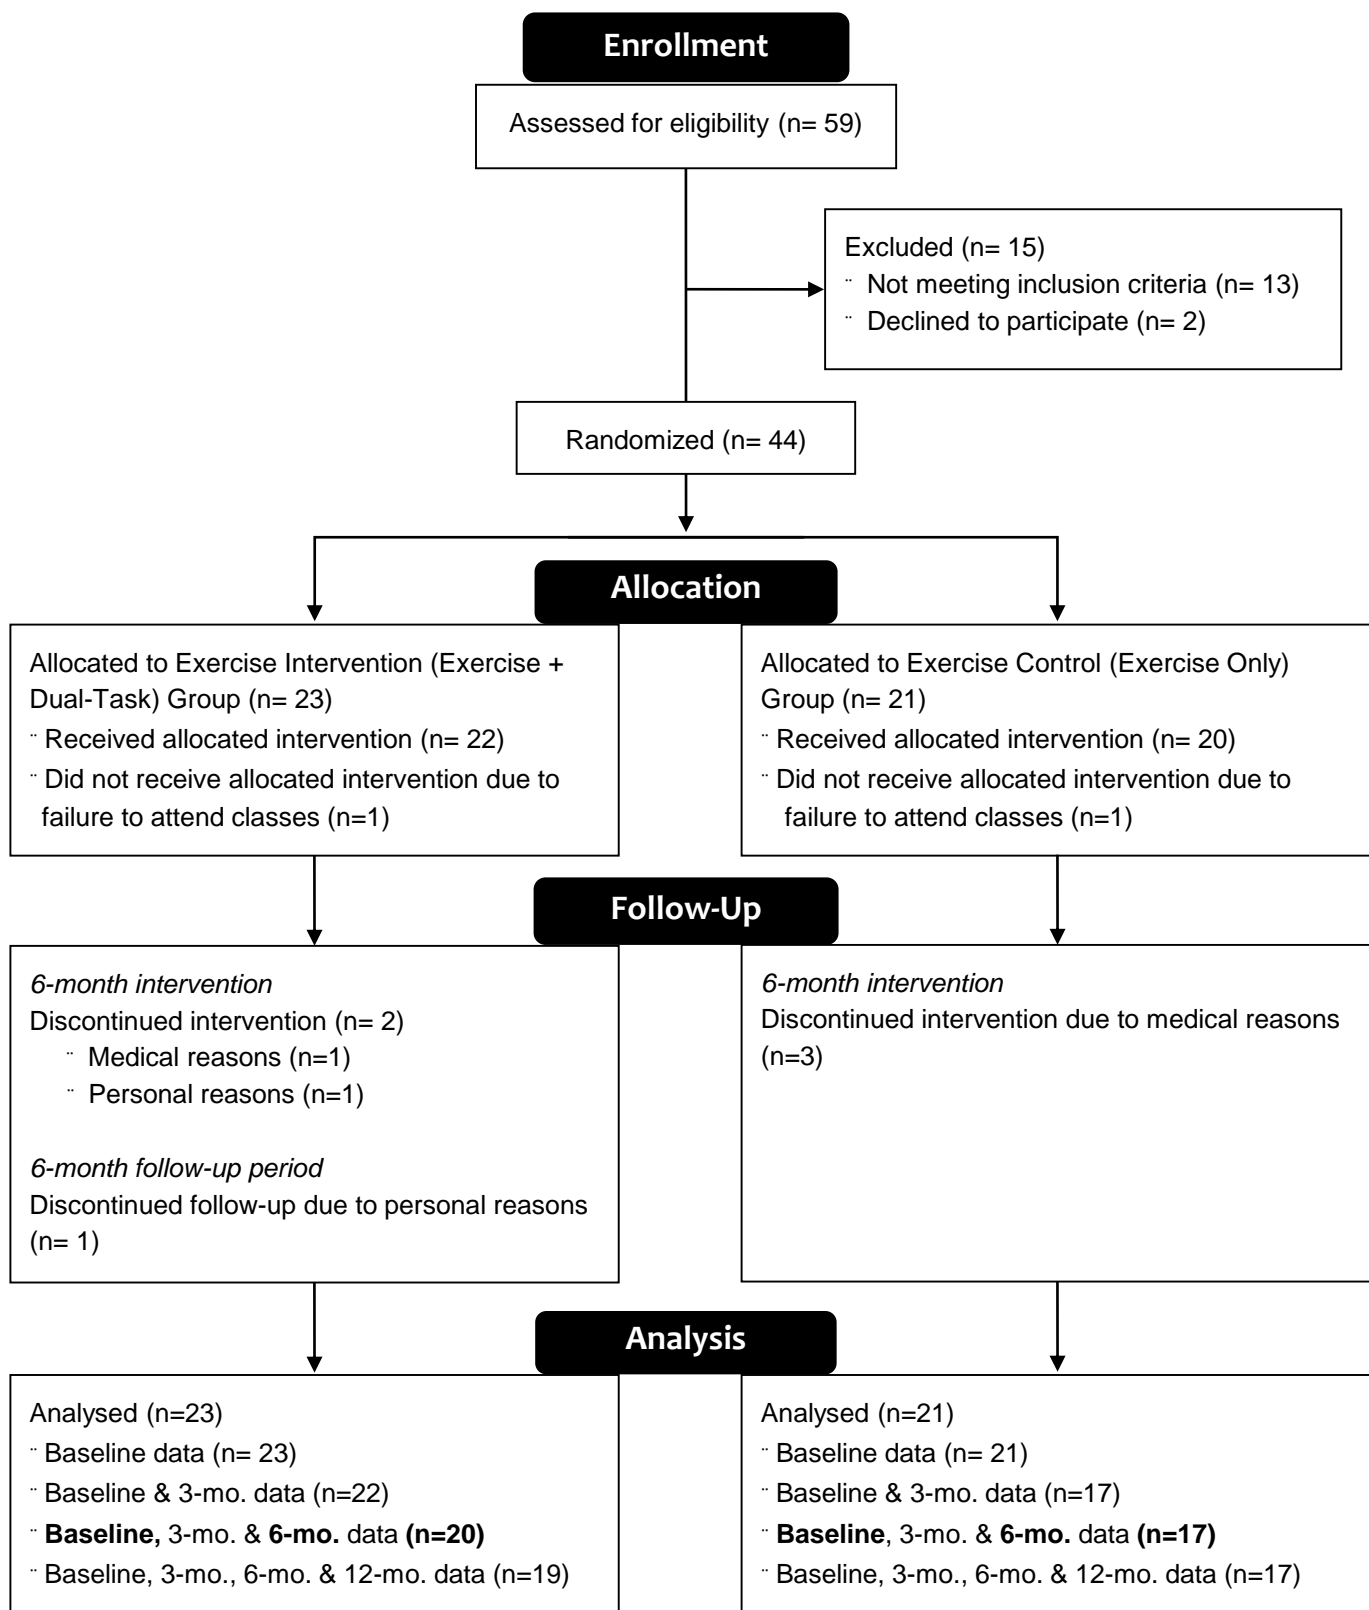 Enrollment
Assessed for eligibility (n= 59)
Excluded (n= 15)
¨ Not meeting inclusion criteria (n= 13)
¨ Declined to participate (n= 2)
Randomized (n= 44)
Allocation
Allocated to Exercise Intervention (Exercise +
Dual-Task) Group (n= 23)
¨ Received allocated intervention (n= 22)
¨ Did not receive allocated intervention due to
failure to attend classes (n=1)
Allocated to Exercise Control (Exercise Only)
Group (n= 21)
¨ Received allocated intervention (n= 20)
¨ Did not receive allocated intervention due to
failure to attend classes (n=1)
Follow-Up
6-month intervention
Discontinued intervention (n= 2)
¨ Medical reasons (n=1)
¨ Personal reasons (n=1)
6-month follow-up period
Discontinued follow-up due to personal reasons
(n= 1)
6-month intervention
Discontinued intervention due to medical reasons
(n=3)
Analysis
Analysed (n=23)
¨ Baseline data (n= 23)
¨ Baseline & 3-mo. data (n=22)
¨ Baseline, 3-mo. & 6-mo. data (n=20)
¨ Baseline, 3-mo., 6-mo. & 12-mo. data (n=19)
Analysed (n=21)
¨ Baseline data (n= 21)
¨ Baseline & 3-mo. data (n=17)
¨ Baseline, 3-mo. & 6-mo. data (n=17)
¨ Baseline, 3-mo., 6-mo. & 12-mo. data (n=17)